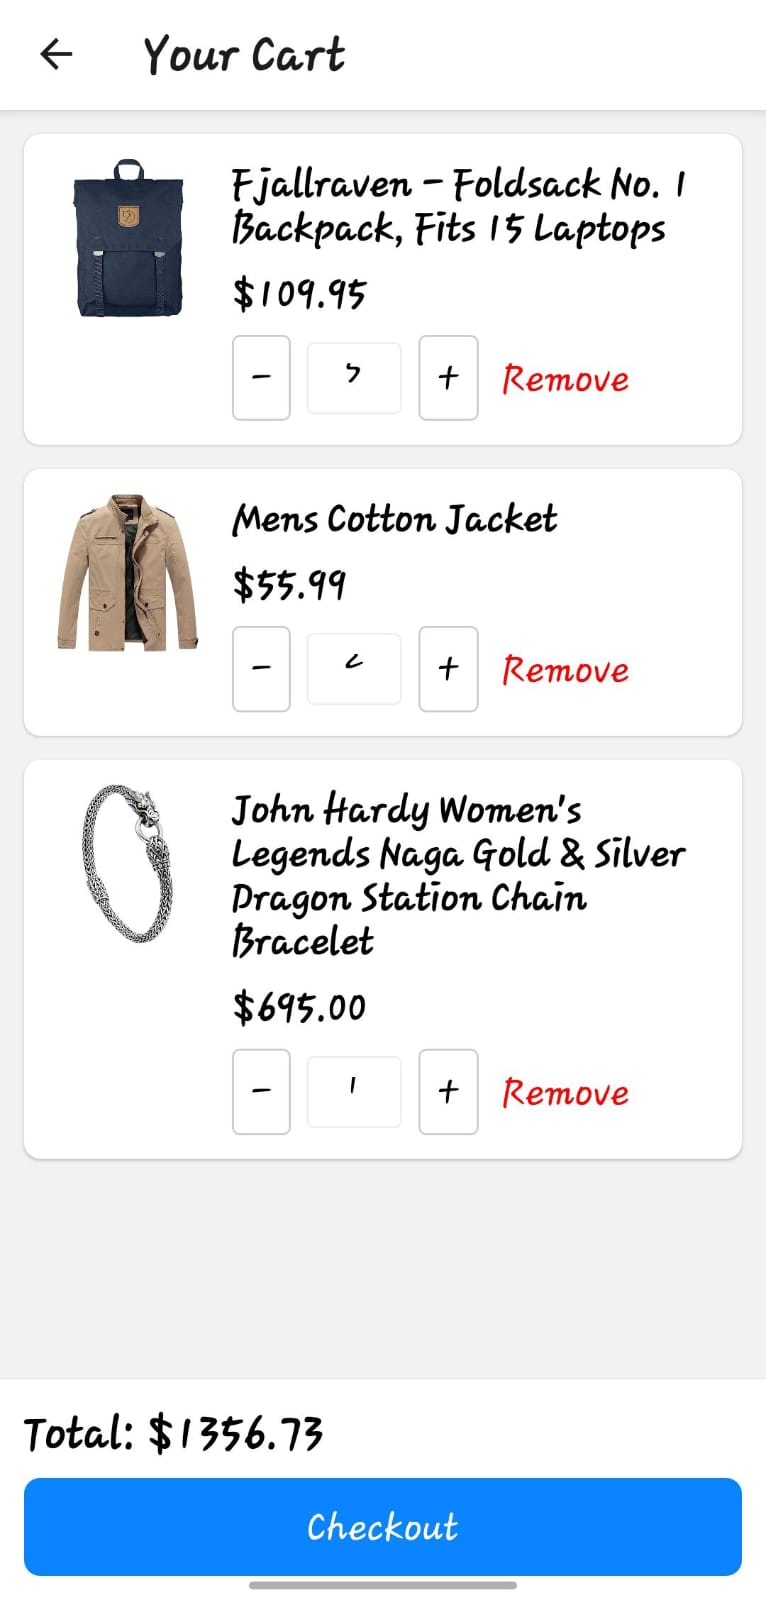 Your Cart
Fjallraven - Foldsack No. 1
Backpack, Fits 15 Laptops
$109.95
- + Remove
Mens Cotton Jacket
$55.99
- + Remove
John Hardy Women's
Legends Naga Gold & Silver
Dragon Station Chain
Bracelet
$695.00
- 1 + Remove
Total: $1356.73
Checkout